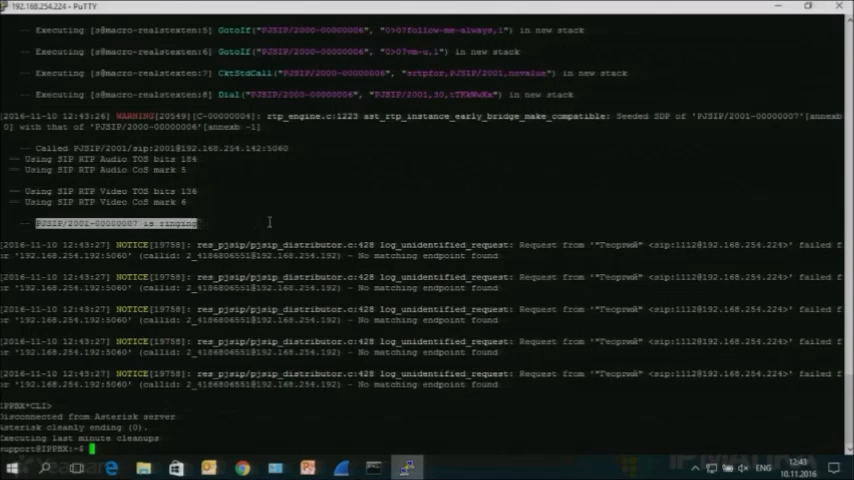 192.168.254.224 - PuTTY
-- Executing [s@macro-realstexten:5] GotoIf("PJSIP/2000-00000006", "0>0?follow-me-always,1") in new stack
-- Executing [s@macro-realstexten:6] GotoIf("PJSIP/2000-00000006", "0>0?vm-u,1") in new stack
-- Executing [s@macro-realstexten:7] CktStdCall("PJSIP/2000-00000006", "srtpfor,PJSIP/2001,nsvalue") in new stack
-- Executing [s@macro-realstexten:8] Dial("PJSIP/2000-00000006", "PJSIP/2001,30,tTKkWwXx") in new stack
[2016-11-10 12:43:26] WARNING[20549][C-00000004]: rtp_engine.c:1223 ast_rtp_instance_early_bridge_make_compatible: Seeded SDP of 'PJSIP/2001-00000007'[annexb
0] with that of 'PJSIP/2000-00000006'[annexb -1]
-- Called PJSIP/2001/sip:2001@192.168.254.142:5060
== Using SIP RTP Audio TOS bits 184
== Using SIP RTP Audio CoS mark 5
== Using SIP RTP Video TOS bits 136
== Using SIP RTP Video CoS mark 6
-- PJSIP/2001-00000007 is ringing
[2016-11-10 12:43:27] NOTICE[19758]: res_pjsip/pjsip_distributor.c:428 log_unidentified_request: Request from '"Георгий" <sip:1112@192.168.254.224>' failed f
or '192.168.254.192:5060' (callid: 2_4186806551@192.168.254.192) - No matching endpoint found
[2016-11-10 12:43:27] NOTICE[19758]: res_pjsip/pjsip_distributor.c:428 log_unidentified_request: Request from '"Георгий" <sip:1112@192.168.254.224>' failed f
or '192.168.254.192:5060' (callid: 2_4186806551@192.168.254.192) - No matching endpoint found
[2016-11-10 12:43:27] NOTICE[19758]: res_pjsip/pjsip_distributor.c:428 log_unidentified_request: Request from '"Георгий" <sip:1112@192.168.254.224>' failed f
or '192.168.254.192:5060' (callid: 2_4186806551@192.168.254.192) - No matching endpoint found
[2016-11-10 12:43:27] NOTICE[19758]: res_pjsip/pjsip_distributor.c:428 log_unidentified_request: Request from '"Георгий" <sip:1112@192.168.254.224>' failed f
or '192.168.254.192:5060' (callid: 2_4186806551@192.168.254.192) - No matching endpoint found
[2016-11-10 12:43:27] NOTICE[19758]: res_pjsip/pjsip_distributor.c:428 log_unidentified_request: Request from '"Георгий" <sip:1112@192.168.254.224>' failed f
or '192.168.254.192:5060' (callid: 2_4186806551@192.168.254.192) - No matching endpoint found
IPPBX*CLI>
Disconnected from Asterisk server
Asterisk cleanly ending (0).
Executing last minute cleanups
support@IPPBX:~$
ENG
12:43
10.11.2016